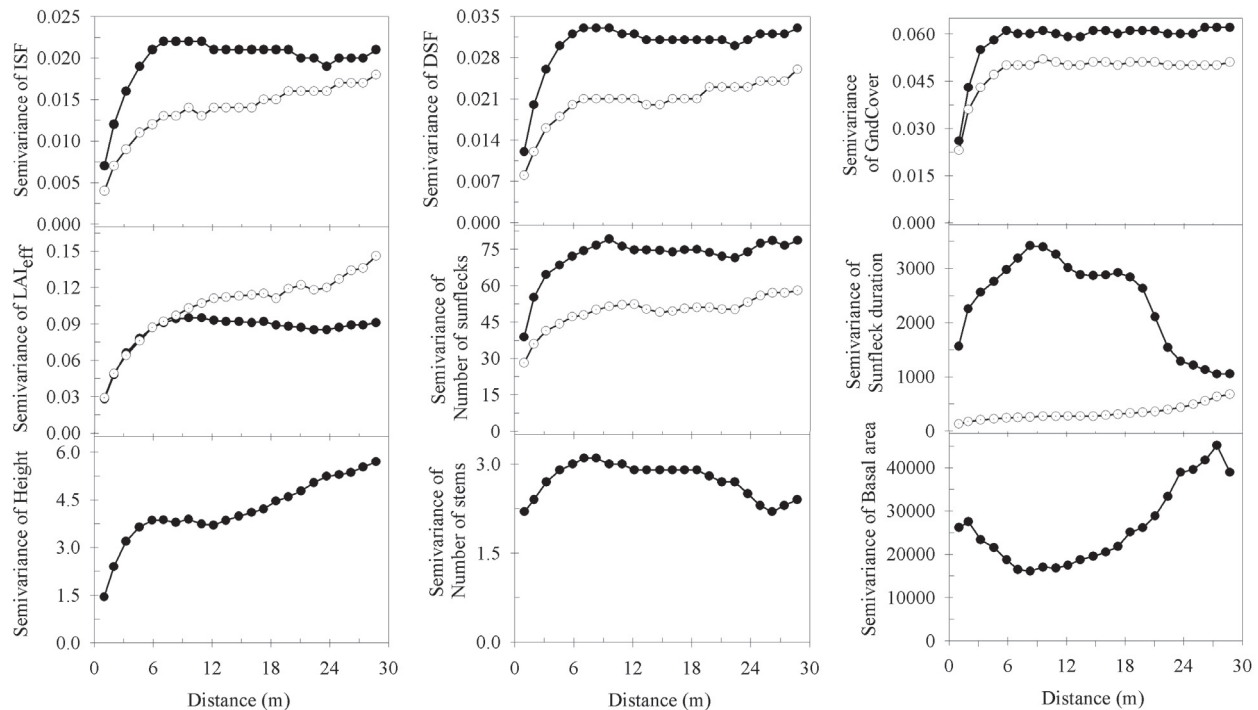 0.025
0.020
0.015
0.010
0.005
0.000
Semivariance of ISF
0.035
0.028
0.021
0.014
0.007
0.000
Semivariance of DSF
0.060
0.045
0.030
0.015
0.000
Semivariance
of GndCover
0.15
0.12
0.09
0.06
0.03
0.00
Semivariance of LAIeff
75
60
45
30
15
0
Semivariance of
Number of sunflecks
3000
2000
1000
0
Semivariance of
Sunfleck duration
6.0
4.5
3.0
1.5
0.0
Semivariance of Height
0 6 12 18 24 30
Distance (m)
3.0
1.5
0.0
Semivariance of
Number of stems
0 6 12 18 24 30
Distance (m)
40000
30000
20000
10000
0
Semivariance of Basal area
0 6 12 18 24 30
Distance (m)